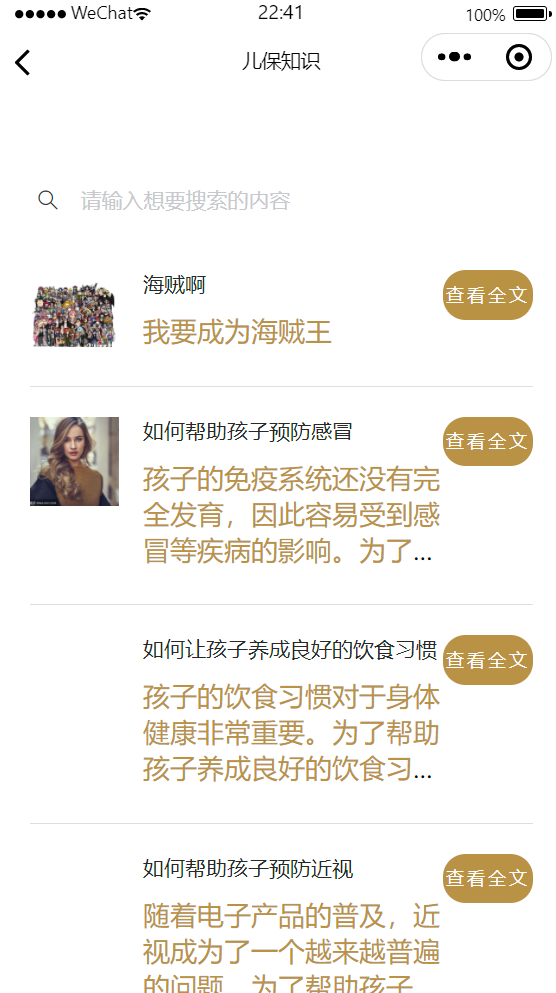 WeChat 22:41 100%
儿保知识
请输入想要搜索的内容
海贼啊
查看全文
我要成为海贼王
如何帮助孩子预防感冒
查看全文
孩子的免疫系统还没有完
全发育，因此容易受到感
冒等疾病的影响。为了...
如何让孩子养成良好的饮食习惯
查看全文
孩子的饮食习惯对于身体
健康非常重要。为了帮助
孩子养成良好的饮食习...
如何帮助孩子预防近视
查看全文
随着电子产品的普及，近
视成为了一个越来越普遍
的问题。为了帮助孩子